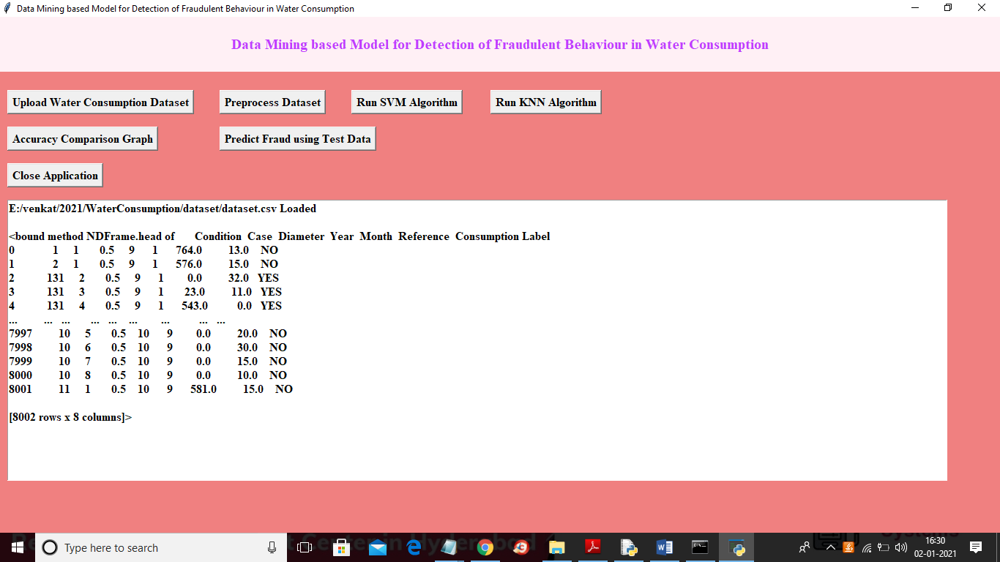 Data Mining based Model for Detection of Fraudulent Behaviour in Water Consumption
Data Mining based Model for Detection of Fraudulent Behaviour in Water Consumption
Upload Water Consumption Dataset Preprocess Dataset Run SVM Algorithm Run KNN Algorithm
Accuracy Comparison Graph Predict Fraud using Test Data
Close Application
E:/venkat/2021/WaterConsumption/dataset/dataset.csv Loaded
<bound method NDFrame.head of Condition Case Diameter Year Month Reference Consumption Label
0 1 1 0.5 9 1 764.0 13.0 NO
1 2 1 0.5 9 1 576.0 15.0 NO
2 131 2 0.5 9 1 0.0 32.0 YES
3 131 3 0.5 9 1 23.0 11.0 YES
4 131 4 0.5 9 1 543.0 0.0 YES
... ... ... ... ... ... ... ... ...
7997 10 5 0.5 10 9 0.0 20.0 NO
7998 10 6 0.5 10 9 0.0 30.0 NO
7999 10 7 0.5 10 9 0.0 15.0 NO
8000 10 8 0.5 10 9 0.0 10.0 NO
8001 11 1 0.5 10 9 581.0 15.0 NO
[8002 rows x 8 columns]>
Type here to search
16:30
02-01-2021